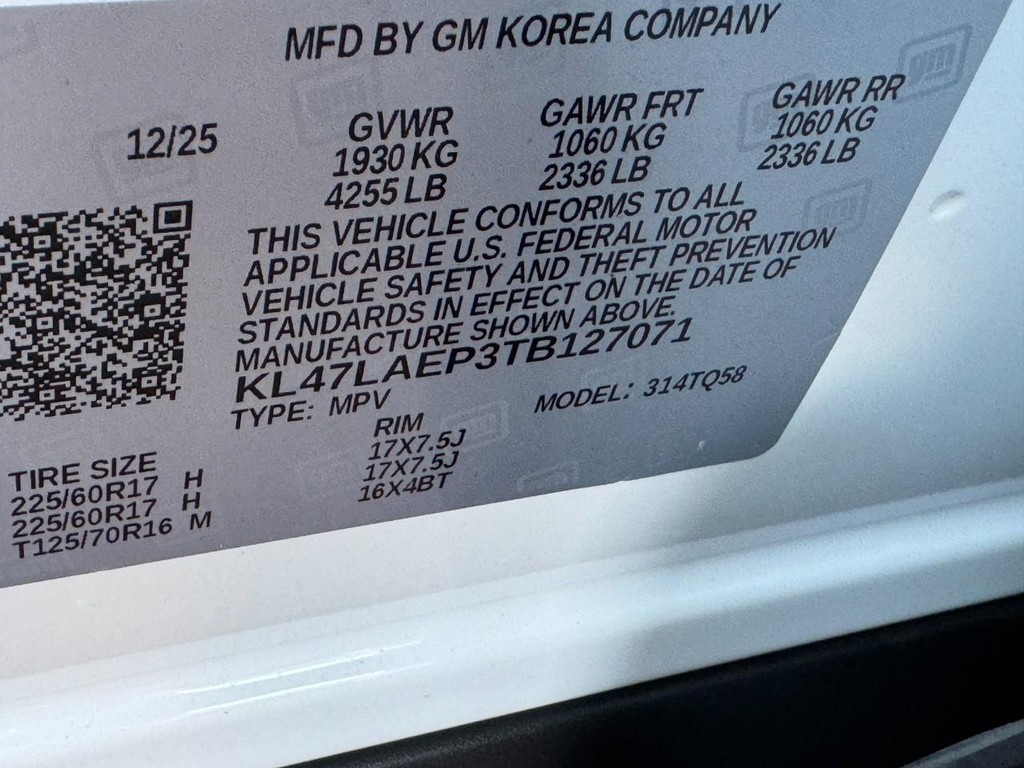 MFD BY GM KOREA COMPANY
12/25
GVWR
1930 KG
4255 LB
GAWR FRT
1060 KG
2336 LB
GAWR RR
1060 KG
2336 LB
THIS VEHICLE CONFORMS TO ALL
APPLICABLE U.S. FEDERAL MOTOR
VEHICLE SAFETY AND THEFT PREVENTION
STANDARDS IN EFFECT ON THE DATE OF
MANUFACTURE SHOWN ABOVE.
KL47LAEP3TB127071
TYPE: MPV MODEL: 314TQ58
TIRE SIZE RIM
225/60R17 H 17X7.5J
225/60R17 H 17X7.5J
T125/70R16 M 16X4BT